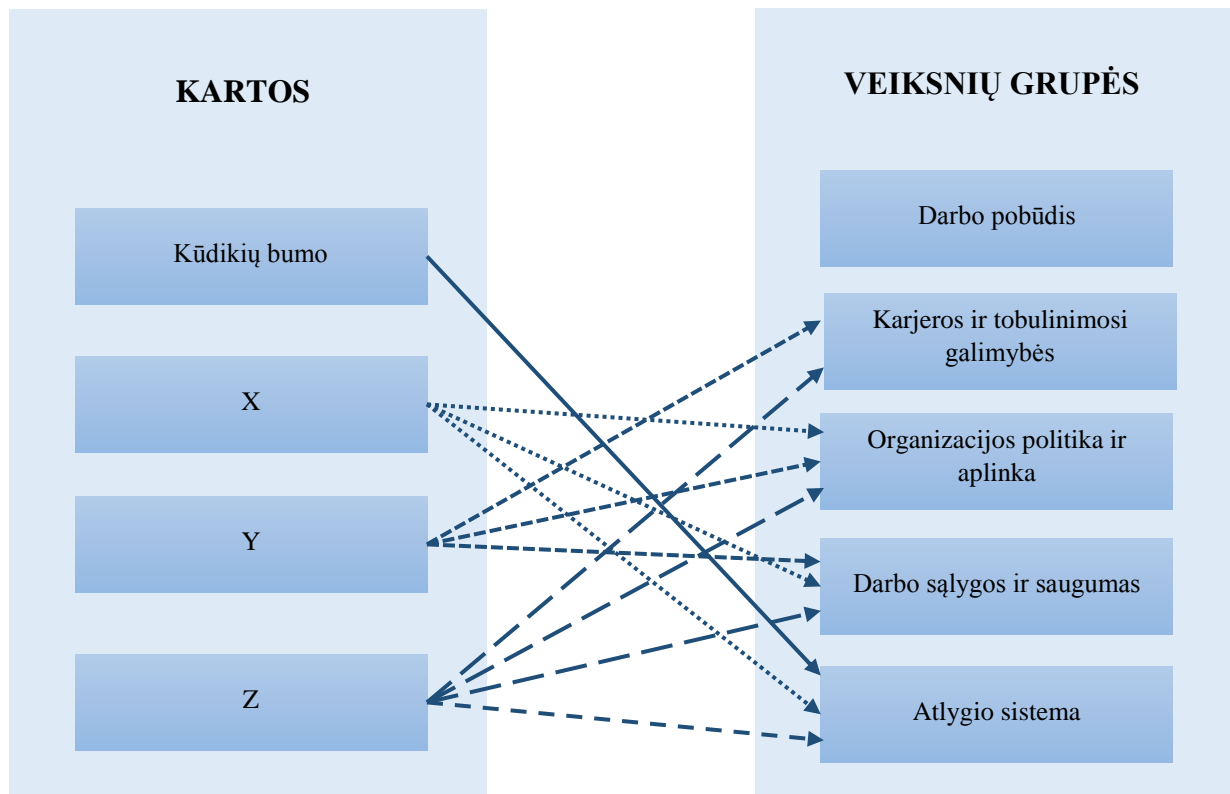 KARTOS
Kūdikių bumo
X
Y
Z
VEIKSNIŲ GRUPĖS
Darbo pobūdis
Karjeros ir tobulinimosi
galimybės
Organizacijos politika ir
aplinka
Darbo sąlygos ir saugumas
Atlygio sistema